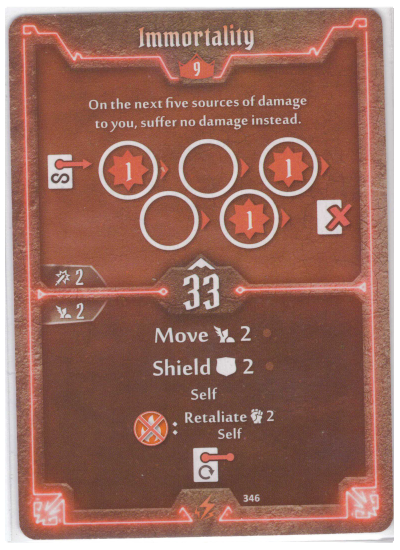 Immortality
9
On the next five sources of damage
to you, suffer no damage instead.
1 1
1
2
33
2
Move 2
Shield 2
Self
: Retaliate 2
Self
346